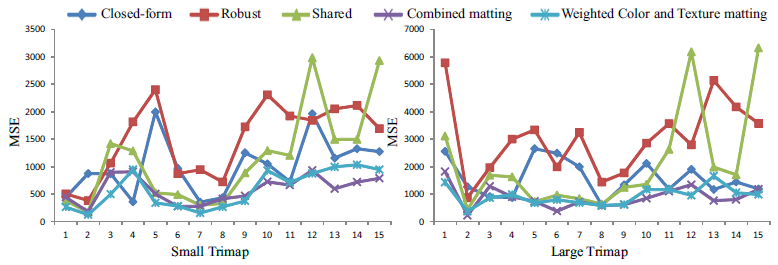 Closed-form Robust Shared Combined matting Weighted Color and Texture matting
3500
3000
2500
2000
1500
1000
500
0
MSE
1 2 3 4 5 6 7 8 9 10 11 12 13 14 15
Small Trimap
7000
6000
5000
4000
3000
2000
1000
0
MSE
1 2 3 4 5 6 7 8 9 10 11 12 13 14 15
Large Trimap